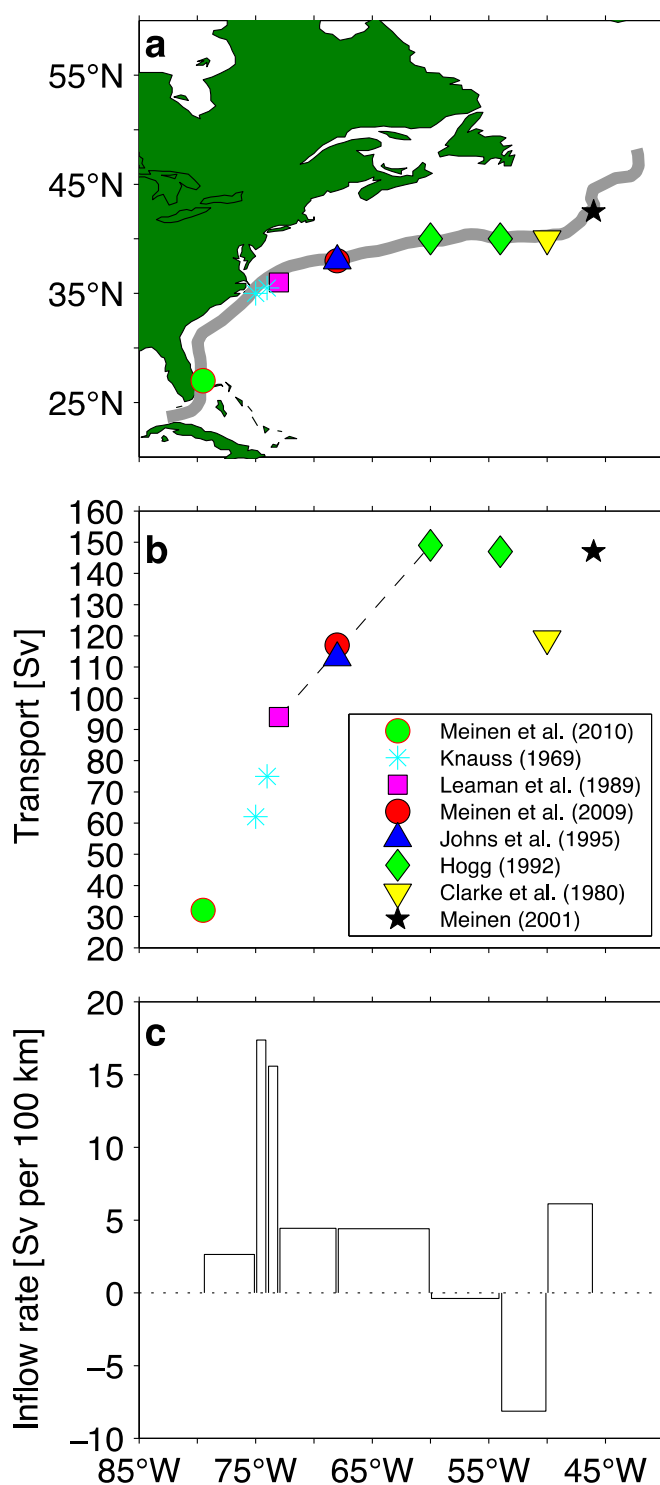 a
55°N
45°N
35°N
25°N
b
160
150
140
130
120
110
100
90
80
70
60
50
40
30
20
Transport [Sv]
Meinen et al. (2010)
Knauss (1969)
Leaman et al. (1989)
Meinen et al. (2009)
Johns et al. (1995)
Hogg (1992)
Clarke et al. (1980)
Meinen (2001)
c
20
15
10
5
0
−5
−10
Inflow rate [Sv per 100 km]
85°W 75°W 65°W 55°W 45°W